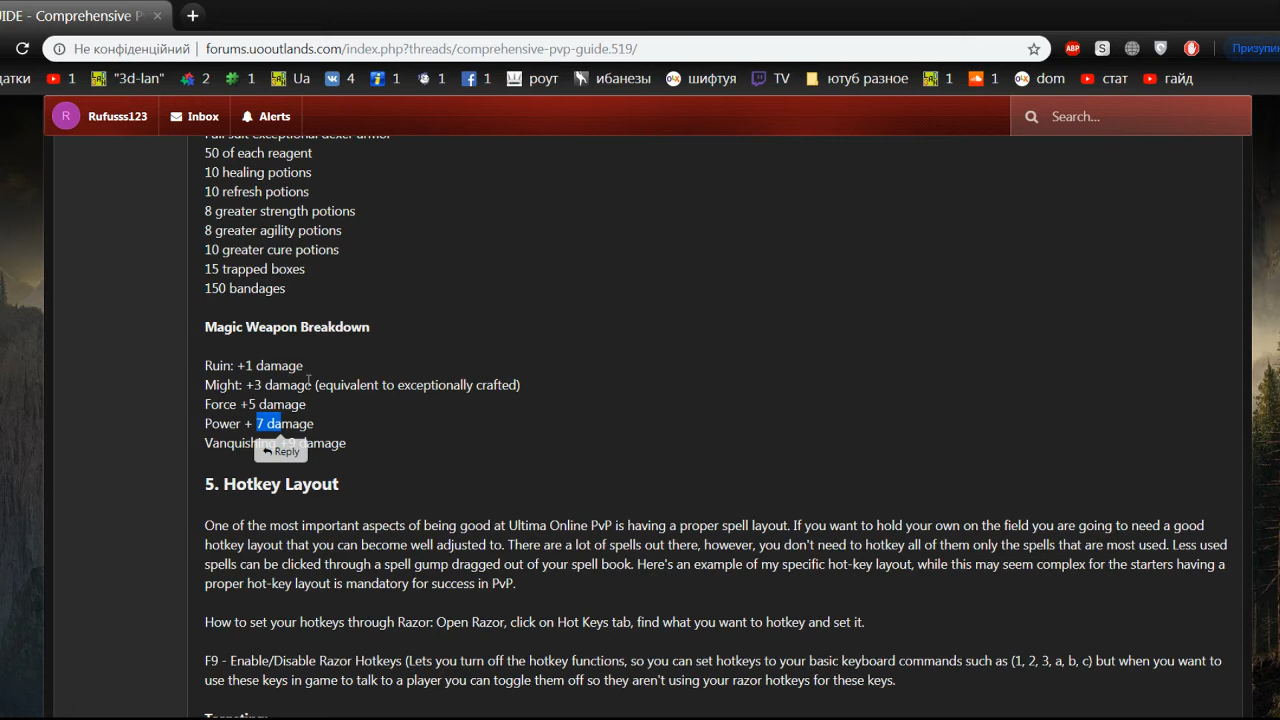 IDE - Comprehensive P
Не конфіденційний
forums.uooutlands.com/index.php?threads/comprehensive-pvp-guide.519/
ABP
S
Призупин
датки
1
"3d-lan"
2
1
Ua
4
1
1
1
роут
ибанезы
шифтуя
TV
ютуб разное
1
1
dom
стат
гайд
R
Rufusss123
Inbox
Alerts
Search...
Full suit exceptional dexer armor
50 of each reagent
10 healing potions
10 refresh potions
8 greater strength potions
8 greater agility potions
10 greater cure potions
15 trapped boxes
150 bandages
Magic Weapon Breakdown
Ruin: +1 damage
Might: +3 damage (equivalent to exceptionally crafted)
Force +5 damage
Power + 7 damage
Vanquishing +9 damage
Reply
5. Hotkey Layout
One of the most important aspects of being good at Ultima Online PvP is having a proper spell layout. If you want to hold your own on the field you are going to need a good
hotkey layout that you can become well adjusted to. There are a lot of spells out there, however, you don't need to hotkey all of them only the spells that are most used. Less used
spells can be clicked through a spell gump dragged out of your spell book. Here's an example of my specific hot-key layout, while this may seem complex for the starters having a
proper hot-key layout is mandatory for success in PvP.
How to set your hotkeys through Razor: Open Razor, click on Hot Keys tab, find what you want to hotkey and set it.
F9 - Enable/Disable Razor Hotkeys (Lets you turn off the hotkey functions, so you can set hotkeys to your basic keyboard commands such as (1, 2, 3, a, b, c) but when you want to
use these keys in game to talk to a player you can toggle them off so they aren't using your razor hotkeys for these keys.
Targeting: